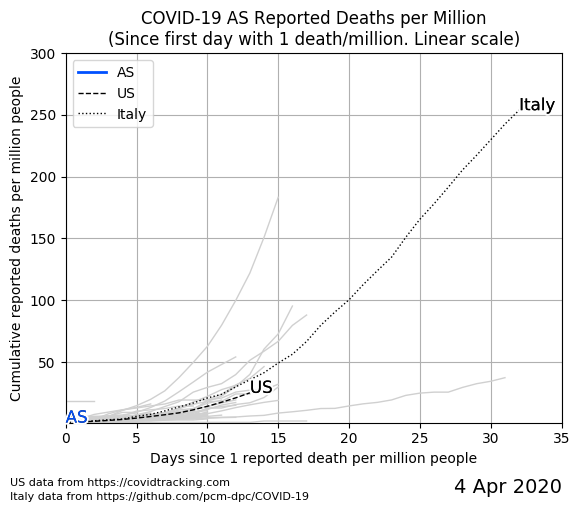 COVID-19 AS Reported Deaths per Million
(Since first day with 1 death/million. Linear scale)
Cumulative reported deaths per million people
300
250
200
150
100
50
AS
US
Italy
Italy
US
AS
0
5
10
15
20
25
30
35
Days since 1 reported death per million people
US data from https://covidtracking.com
Italy data from https://github.com/pcm-dpc/COVID-19
4 Apr 2020